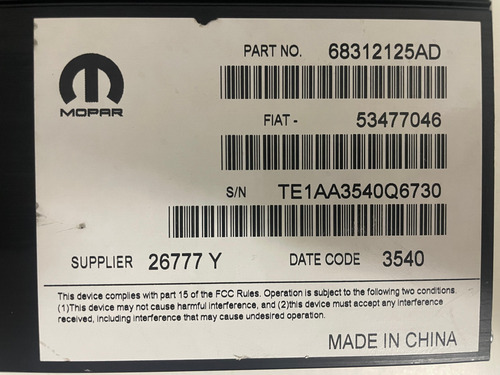 PART NO. 68312125AD
MOPAR
FIAT - 53477046
S/N TE1AA3540Q6730
SUPPLIER 26777 Y DATE CODE 3540
This device complies with part 15 of the FCC Rules. Operation is subject to the following two conditions.
(1)This device may not cause harmful interference, and (2)this device must accept any interference
received, including interference that may cause undesired operation.
MADE IN CHINA